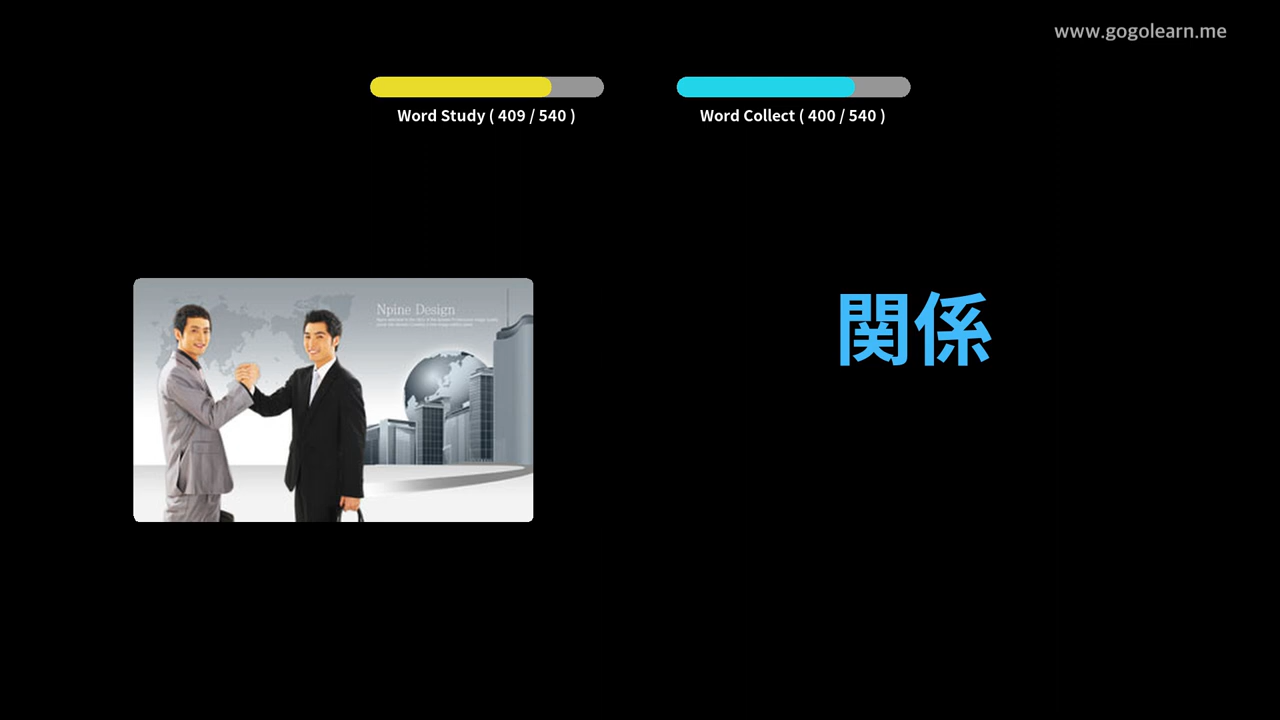 www.gogolearn.me
Word Study ( 409 / 540 )
Word Collect ( 400 / 540 )
Npine Design
関係